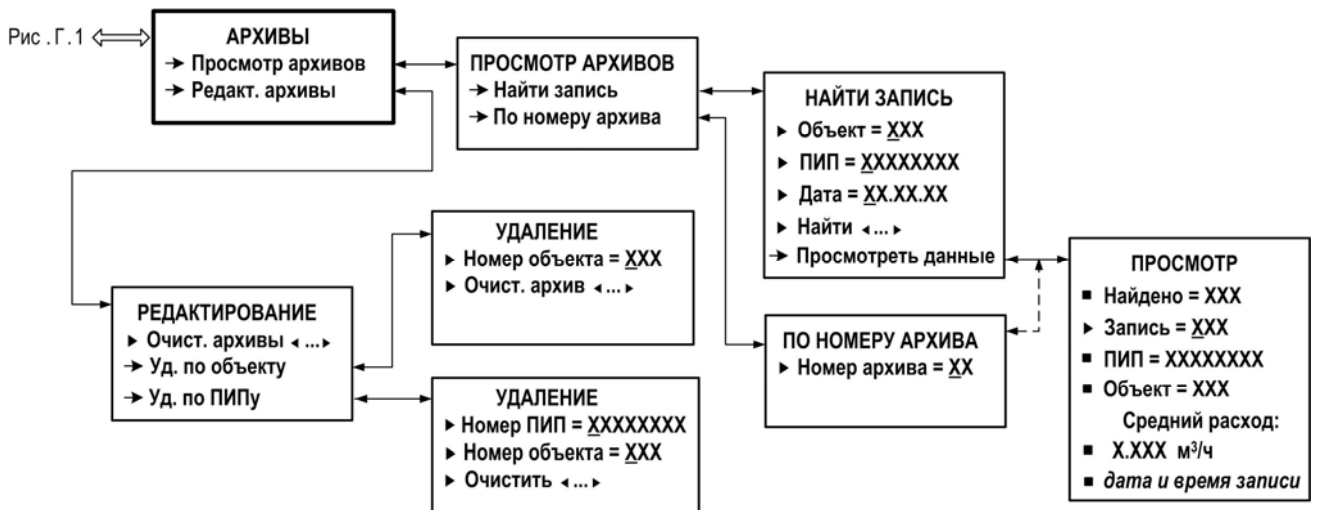 Рис .Г.1
АРХИВЫ
→ Просмотр архивов
→ Редакт. архивы
ПРОСМОТР АРХИВОВ
→ Найти запись
→ По номеру архива
НАЙТИ ЗАПИСЬ
▸ Объект = XXX
▸ ПИП = XXXXXXXX
▸ Дата = XX.XX.XX
▸ Найти ◂ ... ▸
→ Просмотреть данные
УДАЛЕНИЕ
▸ Номер объекта = XXX
▸ Очист. архив ◂ ... ▸
РЕДАКТИРОВАНИЕ
▸ Очист. архивы ◂ ... ▸
→ Уд. по объекту
→ Уд. по ПИПу
УДАЛЕНИЕ
▸ Номер ПИП = XXXXXXXX
▸ Номер объекта = XXX
▸ Очистить ◂ ... ▸
ПО НОМЕРУ АРХИВА
▸ Номер архива = XX
ПРОСМОТР
▪ Найдено = XXX
▸ Запись = XXX
▪ ПИП = XXXXXXXX
▪ Объект = XXX
Средний расход:
▪ X.XXX м³/ч
▪ дата и время записи